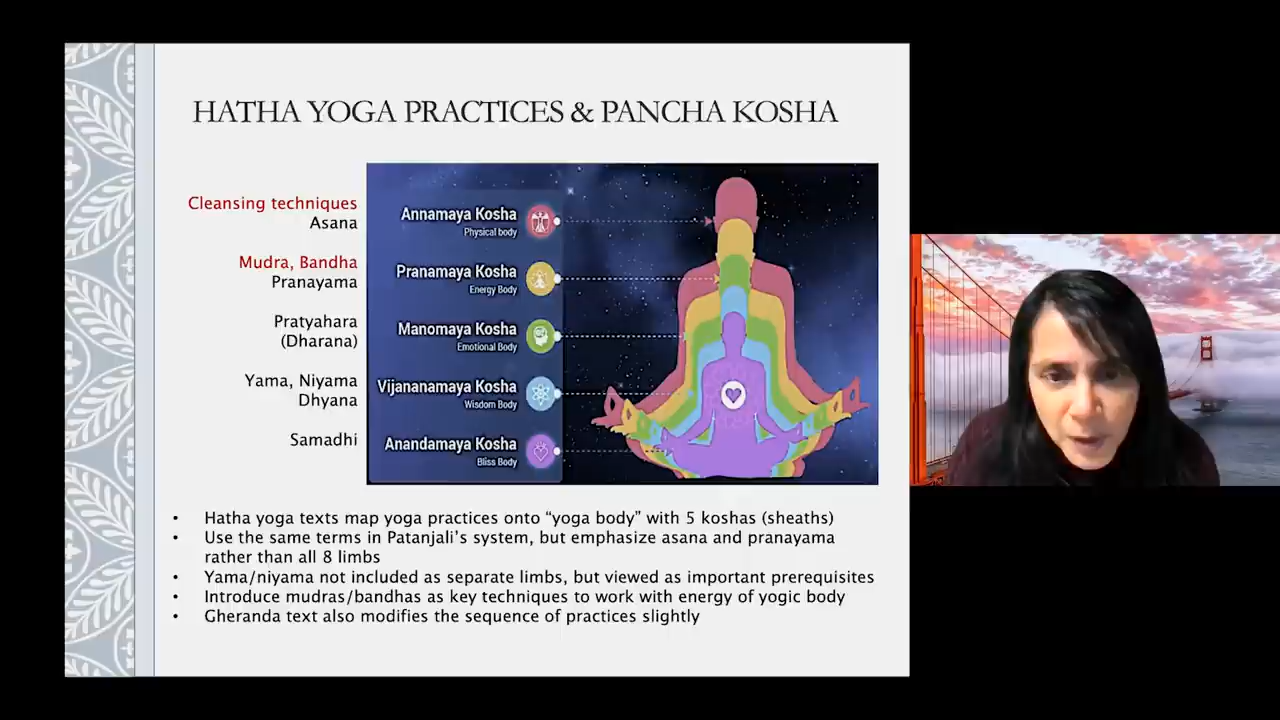 HATHA YOGA PRACTICES & PANCHA KOSHA
Cleansing techniques
Asana
Mudra, Bandha
Pranayama
Pratyahara
(Dharana)
Yama, Niyama
Dhyana
Samadhi
Annamaya Kosha
Physical body
Pranamaya Kosha
Energy Body
Manomaya Kosha
Emotional Body
Vijnanamaya Kosha
Wisdom Body
Anandamaya Kosha
Bliss Body
• Hatha yoga texts map yoga practices onto “yoga body” with 5 koshas (sheaths)
• Use the same terms in Patanjali’s system, but emphasize asana and pranayama
rather than all 8 limbs
• Yama/niyama not included as separate limbs, but viewed as important prerequisites
• Introduce mudras/bandhas as key techniques to work with energy of yogic body
• Gheranda text also modifies the sequence of practices slightly